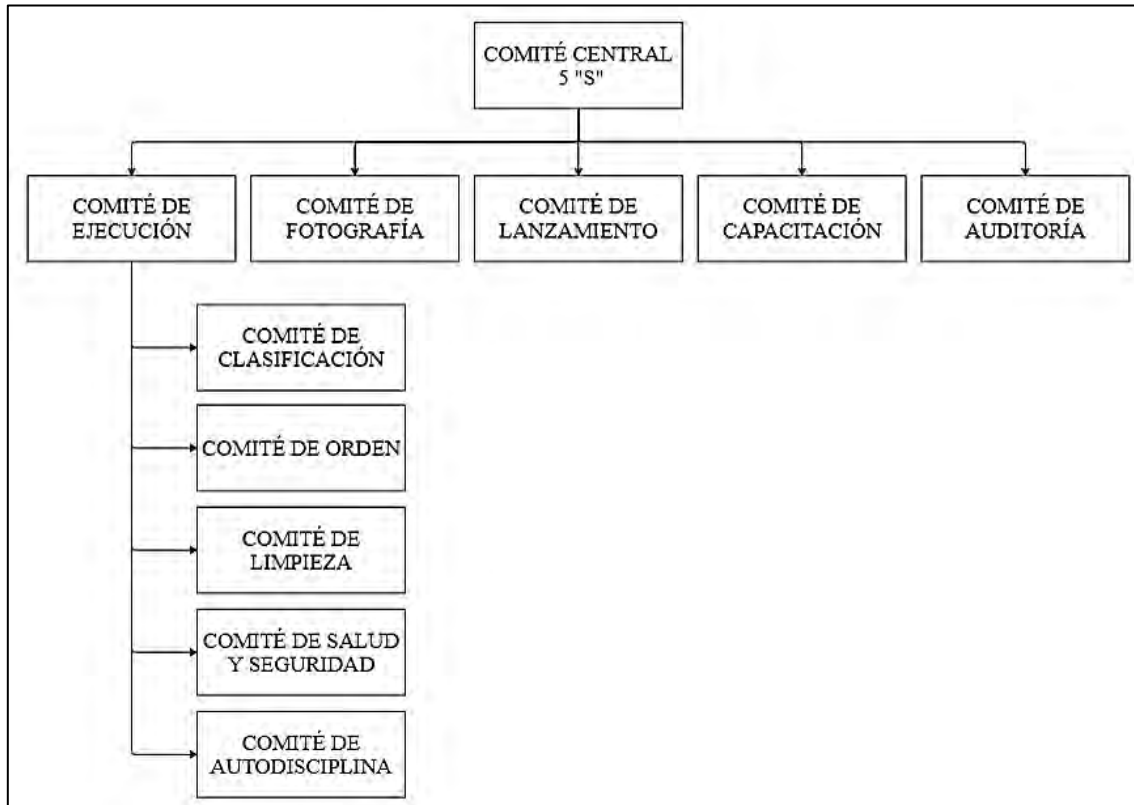 COMITÉ CENTRAL
5 "S"
COMITÉ DE
EJECUCIÓN
COMITÉ DE
FOTOGRAFÍA
COMITÉ DE
LANZAMIENTO
COMITÉ DE
CAPACITACIÓN
COMITÉ DE
AUDITORÍA
COMITÉ DE
CLASIFICACIÓN
COMITÉ DE ORDEN
COMITÉ DE
LIMPIEZA
COMITÉ DE SALUD
Y SEGURIDAD
COMITÉ DE
AUTODISCIPLINA